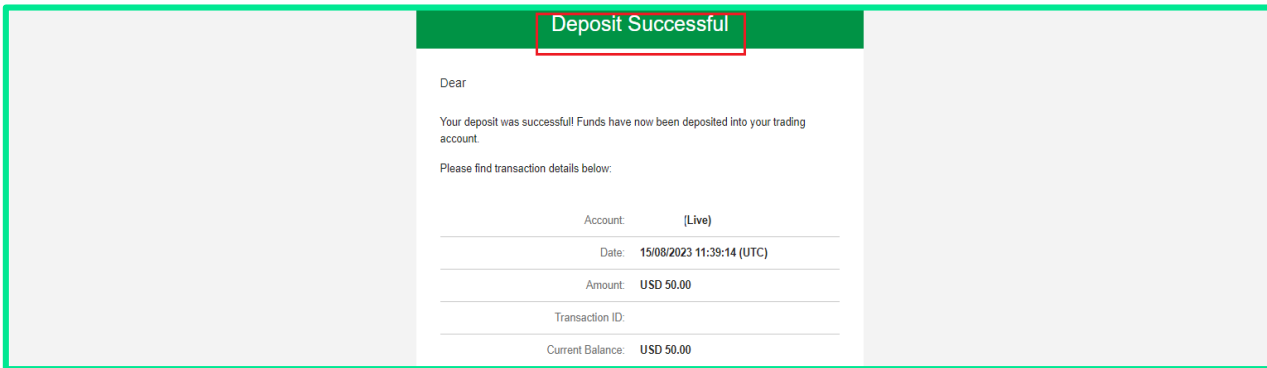 Deposit Successful
Dear
Your deposit was successful! Funds have now been deposited into your trading
account.
Please find transaction details below:
Account: (Live)
Date: 15/08/2023 11:39:14 (UTC)
Amount: USD 50.00
Transaction ID:
Current Balance: USD 50.00